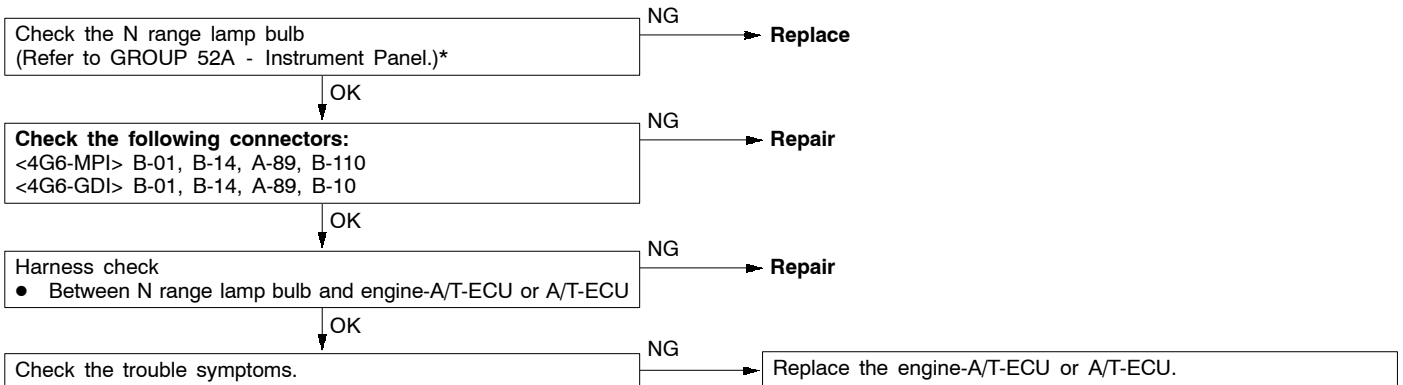 Check the N range lamp bulb
(Refer to GROUP 52A - Instrument Panel.)*
NG
Replace
OK
Check the following connectors:
<4G6-MPI> B-01, B-14, A-89, B-110
<4G6-GDI> B-01, B-14, A-89, B-10
NG
Repair
OK
Harness check
● Between N range lamp bulb and engine-A/T-ECU or A/T-ECU
NG
Repair
OK
Check the trouble symptoms.
NG
Replace the engine-A/T-ECU or A/T-ECU.